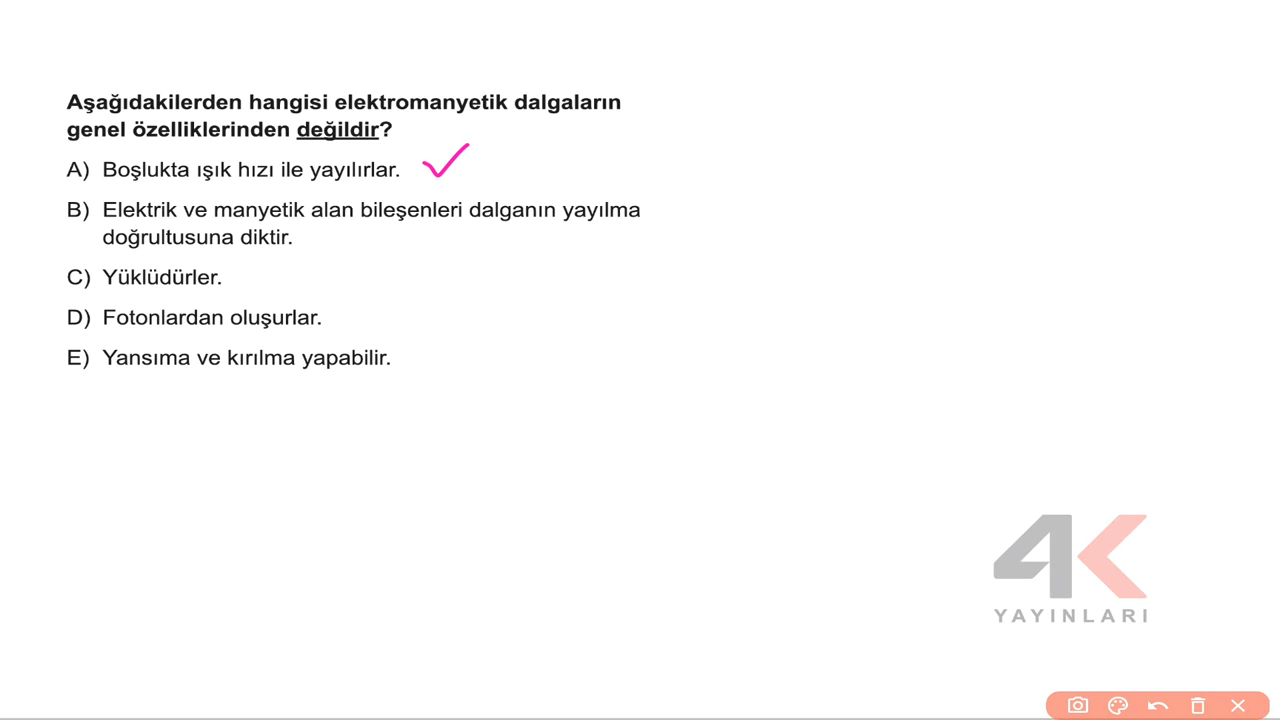 Aşağıdakilerden hangisi elektromanyetik dalgaların
genel özelliklerinden değildir?
A) Boşlukta ışık hızı ile yayılırlar.
B) Elektrik ve manyetik alan bileşenleri dalganın yayılma
doğrultusuna diktir.
C) Yüklüdürler.
D) Fotonlardan oluşurlar.
E) Yansıma ve kırılma yapabilir.
4K
YAYINLARI